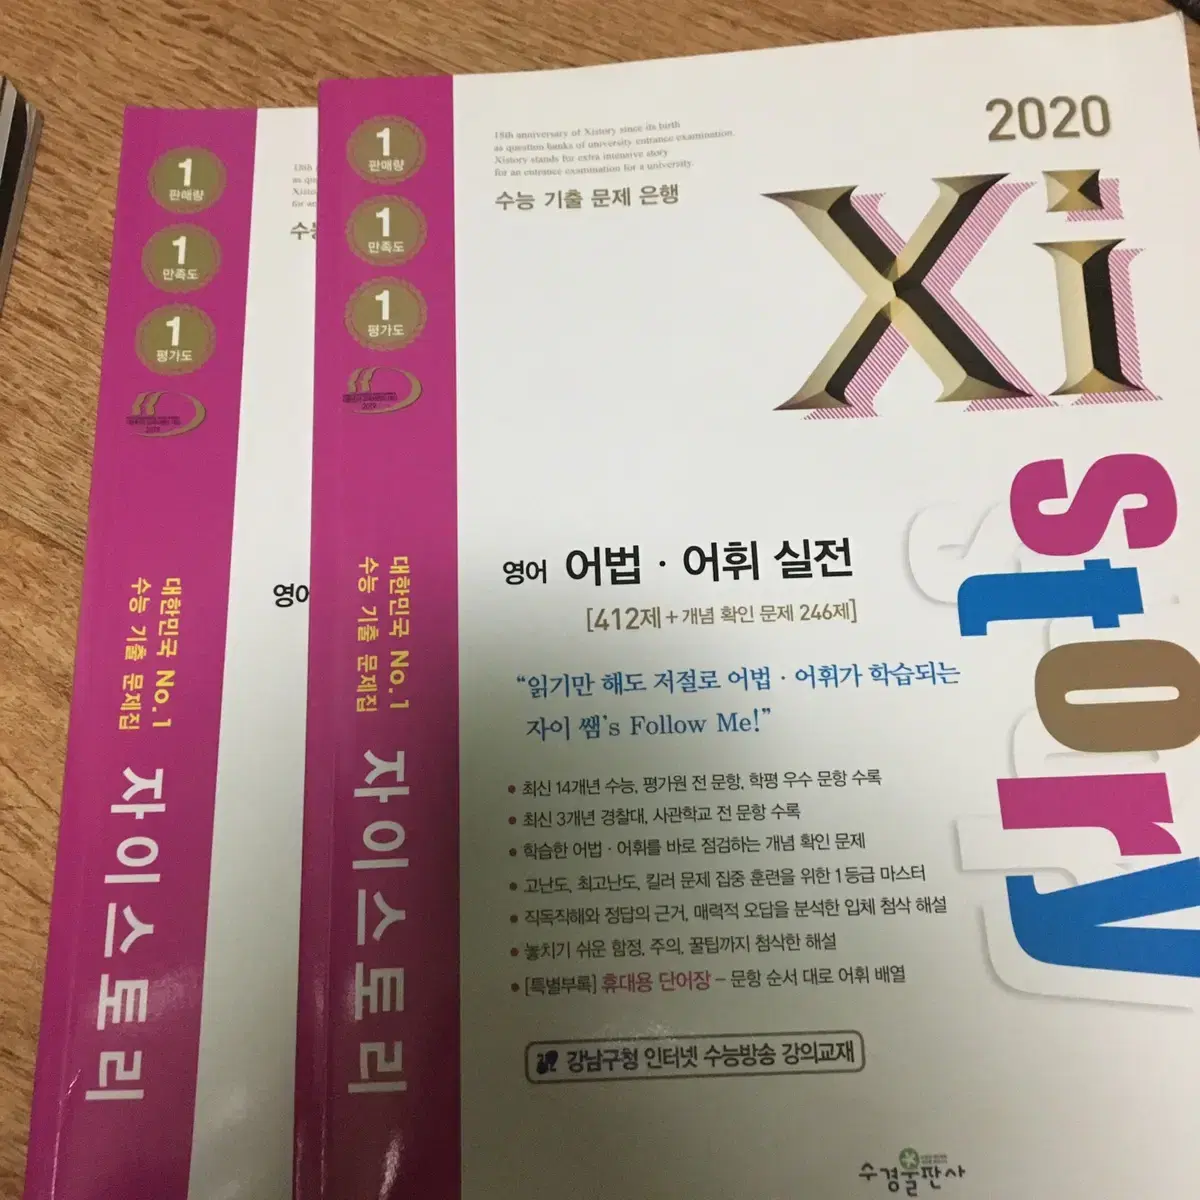 1
판매량
1
만족도
1
평가도
2019
대한민국 No.1
수능 기출 문제집
자이스토리
18th
as
수능
영어
1
판매량
1
만족도
1
평가도
2019
대한민국 No.1
수능 기출 문제집
자이스토리
18th anniversary of Xistory since its birth
as question banks of university entrance examination.
Xistory stands for extra intensive story
for an entrance examination for a university.
수능 기출 문제 은행
2020
Xi
story
영어 어법 · 어휘 실전
[412제 + 개념 확인 문제 246제]
“읽기만 해도 저절로 어법 · 어휘가 학습되는
자이 쌤's Follow Me!”
• 최신 14개년 수능, 평가원 전 문항, 학평 우수 문항 수록
• 최신 3개년 경찰대, 사관학교 전 문항 수록
• 학습한 어법 · 어휘를 바로 점검하는 개념 확인 문제
• 고난도, 최고난도, 킬러 문제 집중 훈련을 위한 1등급 마스터
• 직독직해와 정답의 근거, 매력적 오답을 분석한 입체 첨삭 해설
• 놓치기 쉬운 함정, 주의, 꿀팁까지 첨삭한 해설
• [특별부록] 휴대용 단어장 – 문항 순서 대로 어휘 배열
강남구청 인터넷 수능방송 강의교재
수경출판사